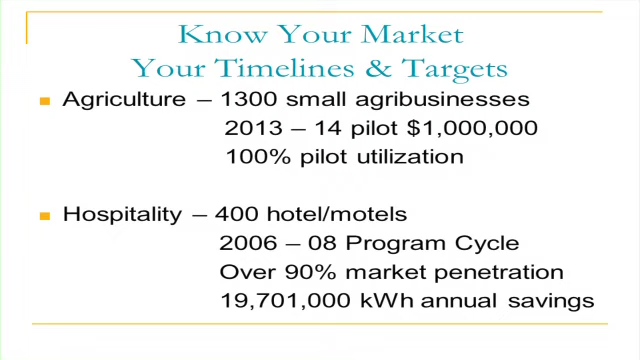 Know Your Market
Your Timelines & Targets
Agriculture – 1300 small agribusinesses
2013 – 14 pilot $1,000,000
100% pilot utilization
Hospitality – 400 hotel/motels
2006 – 08 Program Cycle
Over 90% market penetration
19,701,000 kWh annual savings